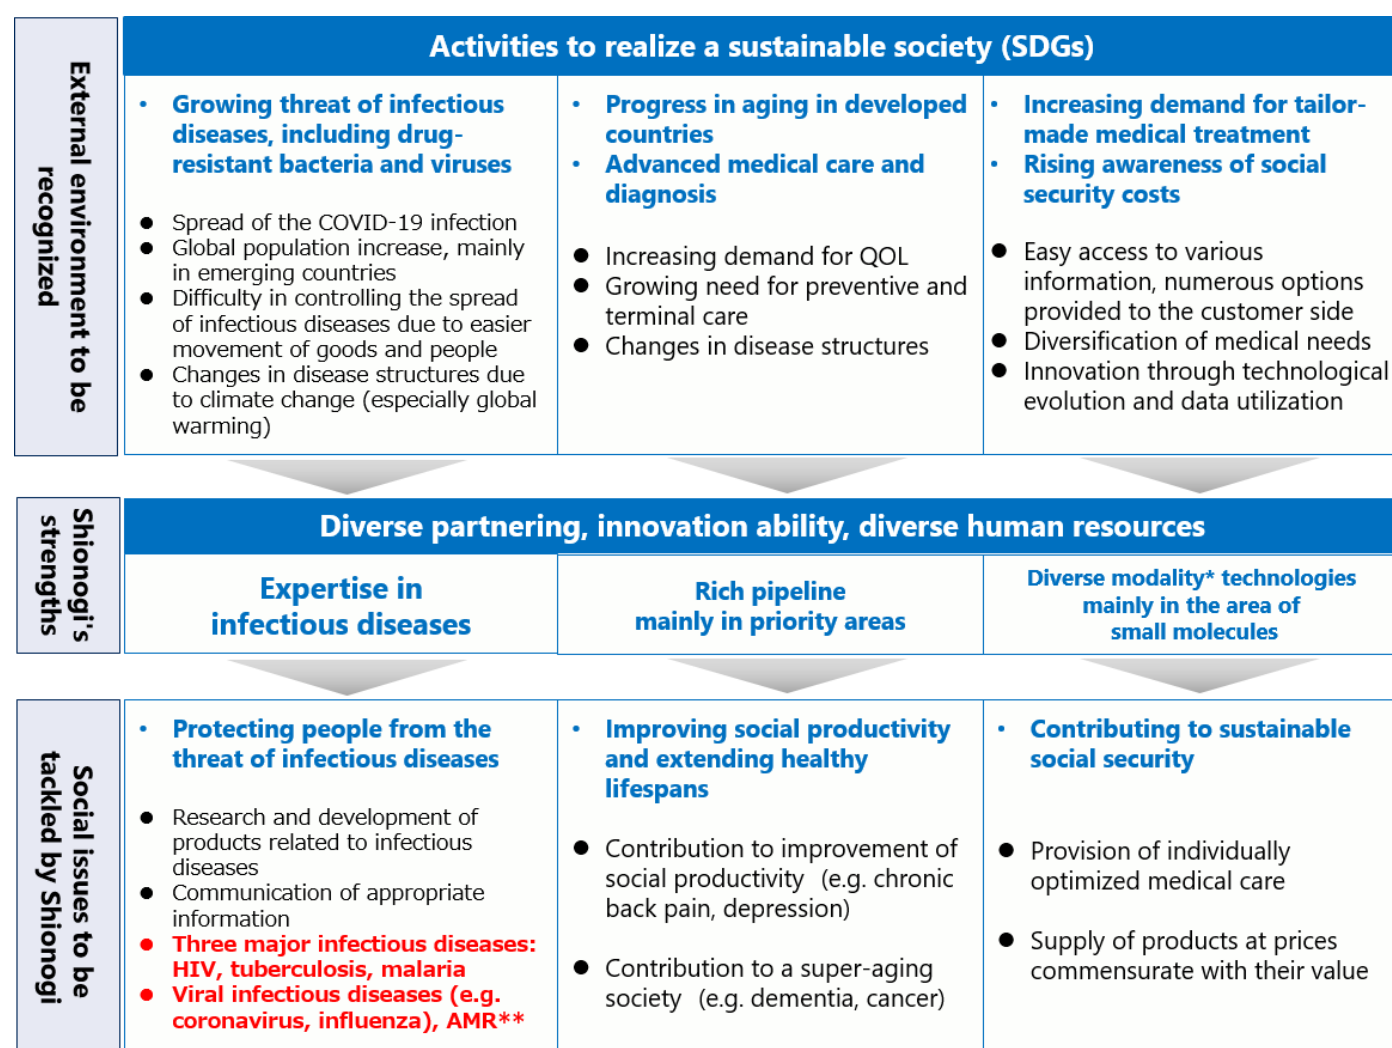 External environment to be
recognized
Activities to realize a sustainable society (SDGs)
• Growing threat of infectious
diseases, including drug-
resistant bacteria and viruses
● Spread of the COVID-19 infection
● Global population increase, mainly
in emerging countries
● Difficulty in controlling the spread
of infectious diseases due to easier
movement of goods and people
● Changes in disease structures due
to climate change (especially global
warming)
• Progress in aging in developed
countries
• Advanced medical care and
diagnosis
● Increasing demand for QOL
● Growing need for preventive and
terminal care
● Changes in disease structures
• Increasing demand for tailor-
made medical treatment
• Rising awareness of social
security costs
● Easy access to various
information, numerous options
provided to the customer side
● Diversification of medical needs
● Innovation through technological
evolution and data utilization
Shionogi's
strengths
Diverse partnering, innovation ability, diverse human resources
Expertise in
infectious diseases
Rich pipeline
mainly in priority areas
Diverse modality* technologies
mainly in the area of
small molecules
Social issues to be
tackled by Shionogi
• Protecting people from the
threat of infectious diseases
● Research and development of
products related to infectious
diseases
● Communication of appropriate
information
● Three major infectious diseases:
HIV, tuberculosis, malaria
● Viral infectious diseases (e.g.
coronavirus, influenza), AMR**
• Improving social productivity
and extending healthy
lifespans
● Contribution to improvement of
social productivity (e.g. chronic
back pain, depression)
● Contribution to a super-aging
society (e.g. dementia, cancer)
• Contributing to sustainable
social security
● Provision of individually
optimized medical care
● Supply of products at prices
commensurate with their value